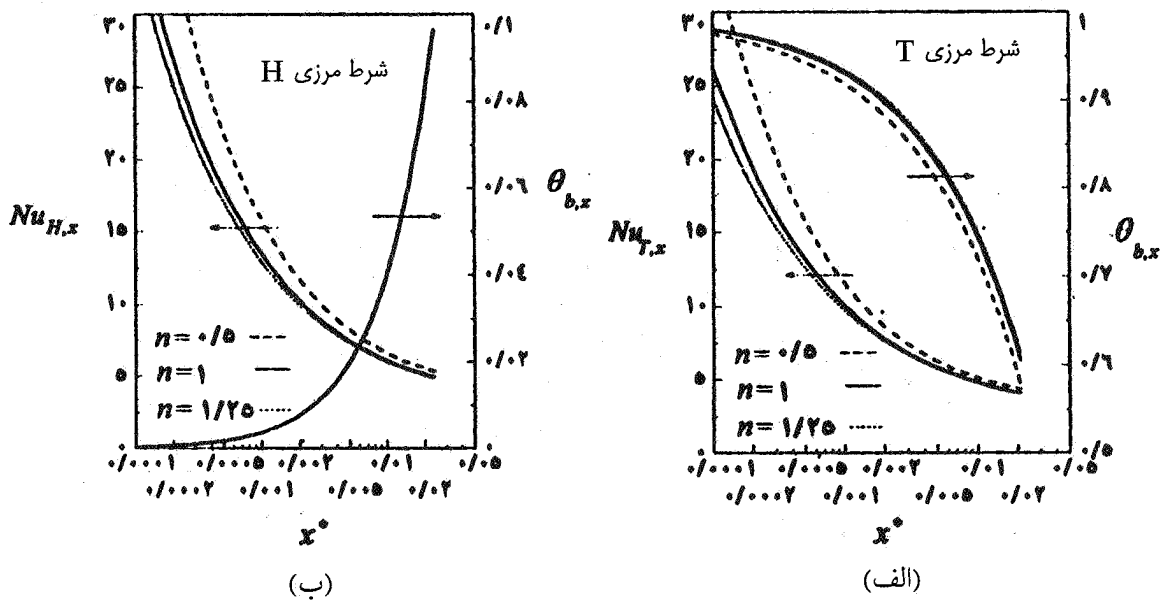 شرط مرزی H
۳۰
۲۵
۲۰
۱۵
۱۰
۵
۰
Nu_{H,x}
۰/۱
۰/۰۸
۰/۰۶
۰/۰٤
۰/۰۲
۰
θ_{b,x}
n = ۰/۵
n = ۱
n = ۱/۲۵
۰/۰۰۰۱ ۰/۰۰۰۵ ۰/۰۰۲ ۰/۰۱ ۰/۰۵
۰/۰۰۰۲ ۰/۰۰۱ ۰/۰۰۵ ۰/۰۲
x*
(ب)
شرط مرزی T
۳۰
۲۵
۲۰
۱۵
۱۰
۵
۰
Nu_{T,x}
۱
۰/۹
۰/۸
۰/۷
۰/۶
۰/۵
θ_{b,x}
n = ۰/۵
n = ۱
n = ۱/۲۵
۰/۰۰۰۱ ۰/۰۰۰۵ ۰/۰۰۲ ۰/۰۱ ۰/۰۵
۰/۰۰۰۲ ۰/۰۰۱ ۰/۰۰۵ ۰/۰۲
x*
(الف)